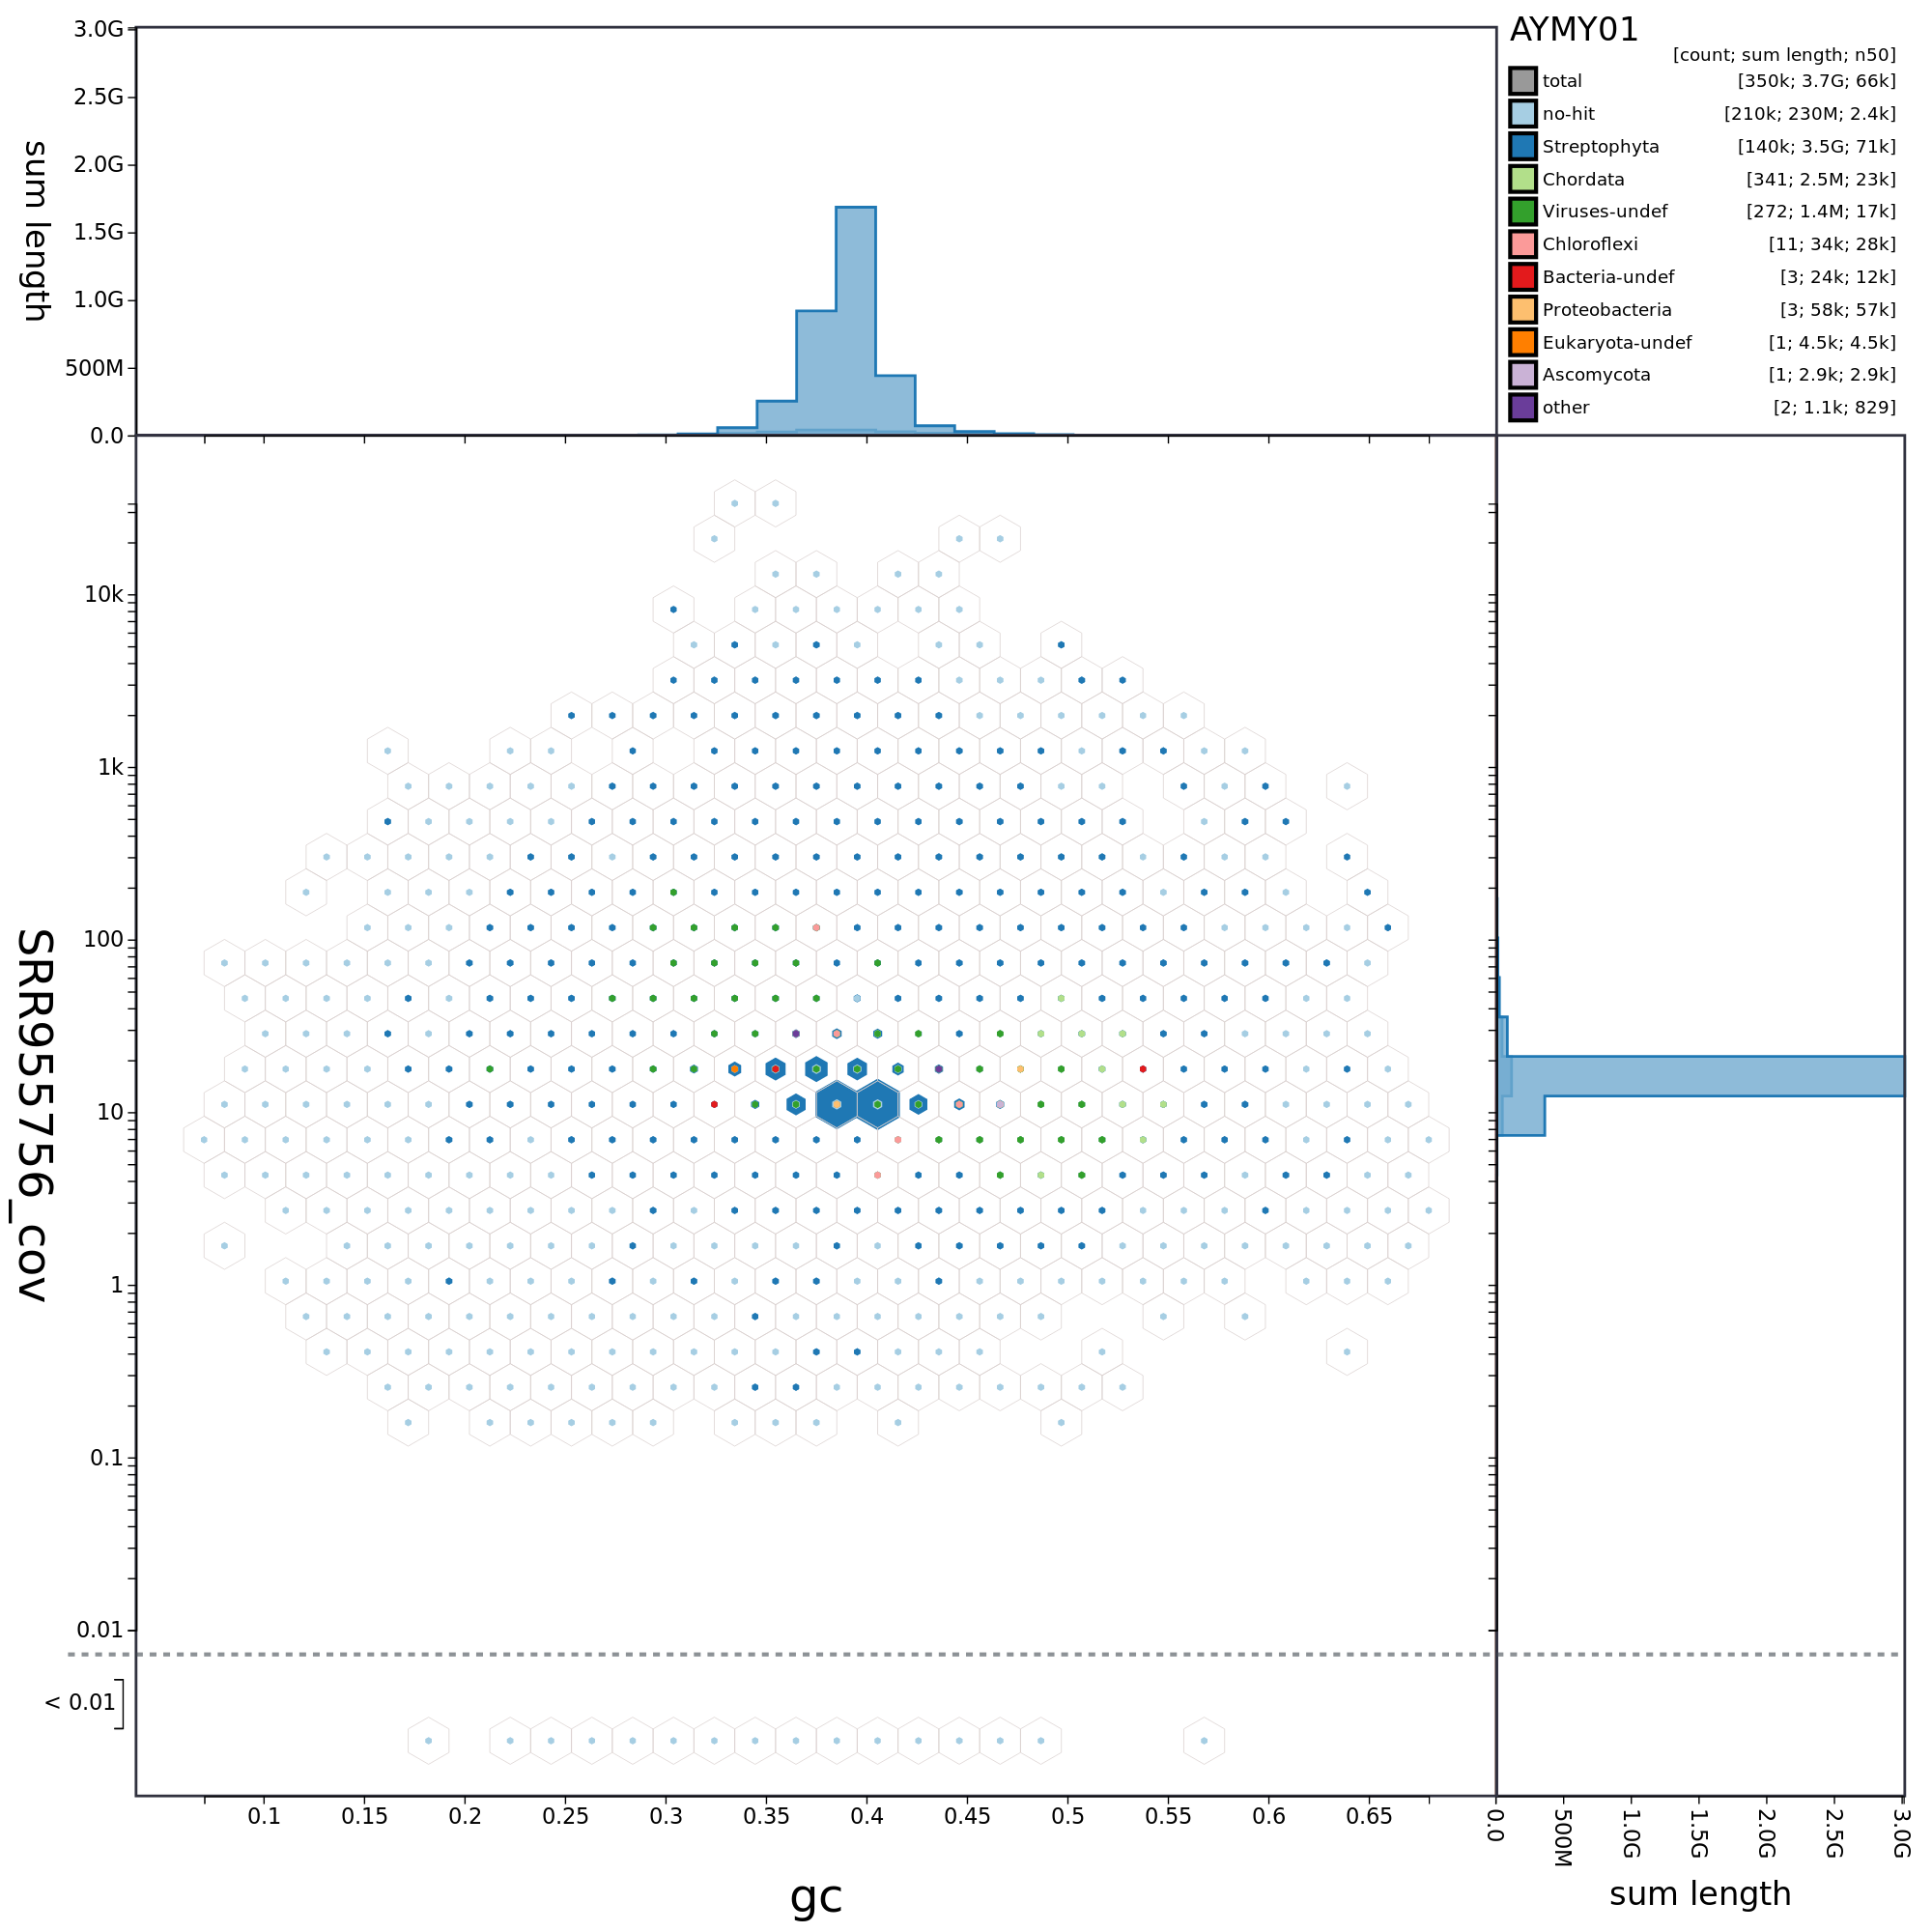 AYMY01
[count; sum length; n50]
total [350k; 3.7G; 66k]
no-hit [210k; 230M; 2.4k]
Streptophyta [140k; 3.5G; 71k]
Chordata [341; 2.5M; 23k]
Viruses-undef [272; 1.4M; 17k]
Chloroflexi [11; 34k; 28k]
Bacteria-undef [3; 24k; 12k]
Proteobacteria [3; 58k; 57k]
Eukaryota-undef [1; 4.5k; 4.5k]
Ascomycota [1; 2.9k; 2.9k]
other [2; 1.1k; 829]
sum length
3.0G
2.5G
2.0G
1.5G
1.0G
500M
0.0
SRR955756_cov
10k
1k
100
10
1
0.1
0.01
< 0.01
0.1 0.15 0.2 0.25 0.3 0.35 0.4 0.45 0.5 0.55 0.6 0.65
gc
0.0 500M 1.0G 1.5G 2.0G 2.5G 3.0G
sum length